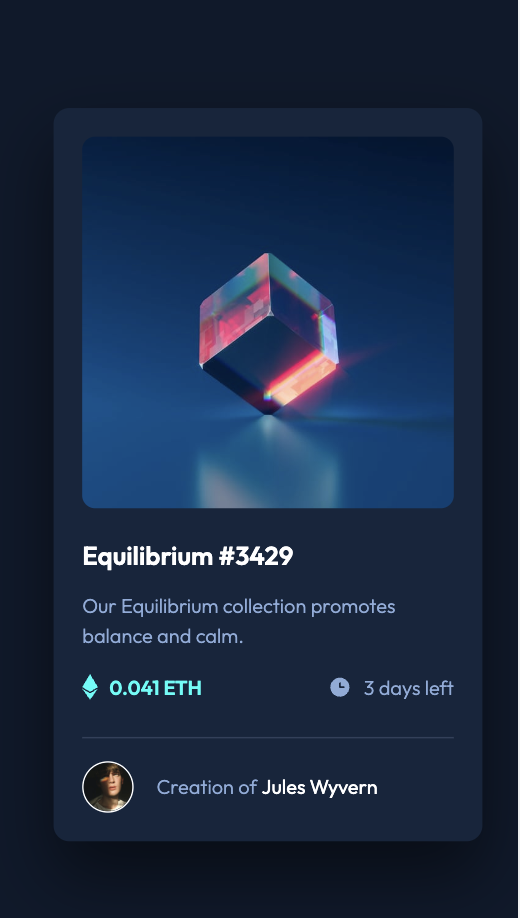 Equilibrium #3429
Our Equilibrium collection promotes
balance and calm.
0.041 ETH
3 days left
Creation of Jules Wyvern